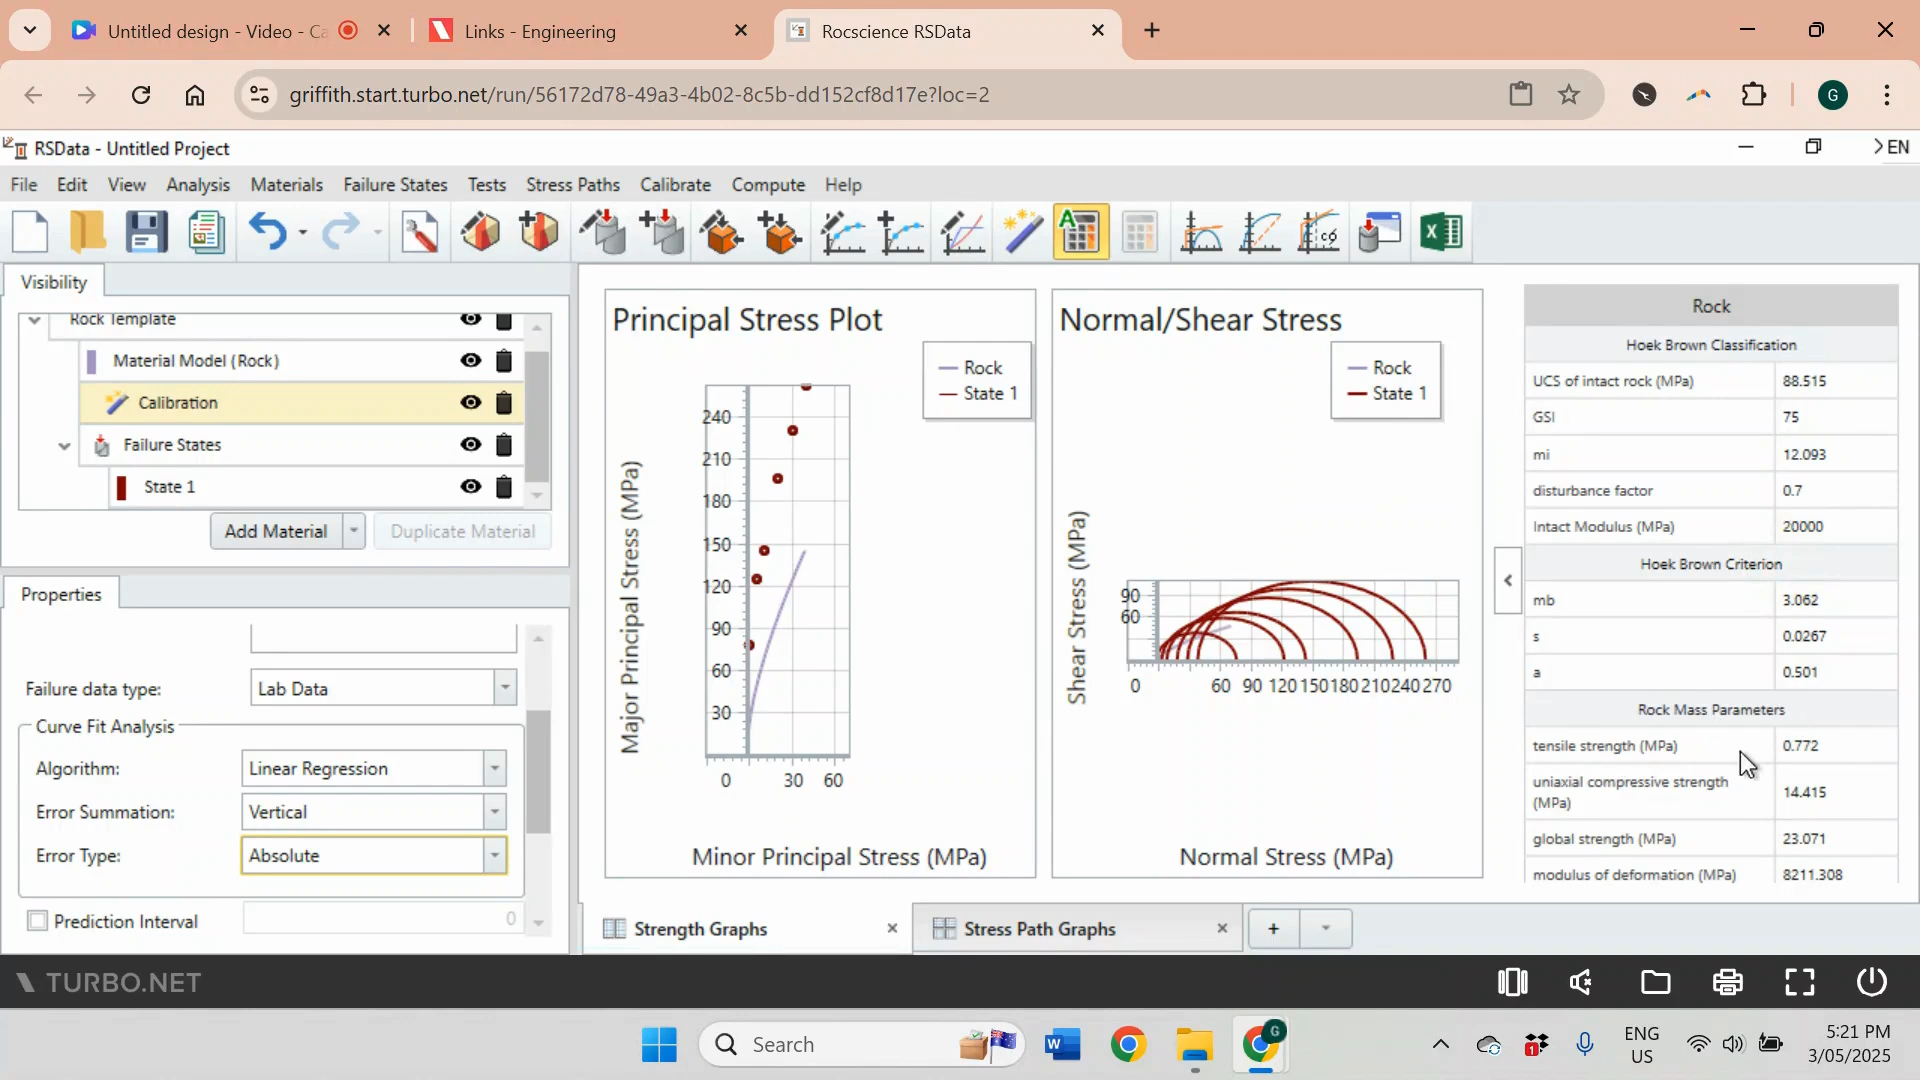 Untitled design - Video - Ca
Links - Engineering
Rocscience RSData
griffith.start.turbo.net/run/56172d78-49a3-4b02-8c5b-dd152cf8d17e?loc=2
G
RSData - Untitled Project
EN
File Edit View Analysis Materials Failure States Tests Stress Paths Calibrate Compute Help
Visibility
Rock Template
Material Model (Rock)
Calibration
Failure States
State 1
Add Material
Duplicate Material
Properties
Failure data type: Lab Data
Curve Fit Analysis
Algorithm: Linear Regression
Error Summation: Vertical
Error Type: Absolute
Prediction Interval 0
Principal Stress Plot
Rock
State 1
Major Principal Stress (MPa)
240
210
180
150
120
90
60
30
0 30 60
Minor Principal Stress (MPa)
Normal/Shear Stress
Rock
State 1
Shear Stress (MPa)
90
60
0 60 90 120 150 180 210 240 270
Normal Stress (MPa)
Rock
Hoek Brown Classification
UCS of intact rock (MPa) 88.515
GSI 75
mi 12.093
disturbance factor 0.7
Intact Modulus (MPa) 20000
Hoek Brown Criterion
mb 3.062
s 0.0267
a 0.501
Rock Mass Parameters
tensile strength (MPa) 0.772
uniaxial compressive strength (MPa) 14.415
global strength (MPa) 23.071
modulus of deformation (MPa) 8211.308
Strength Graphs
Stress Path Graphs
TURBO.NET
Search
ENG
US
5:21 PM
3/05/2025